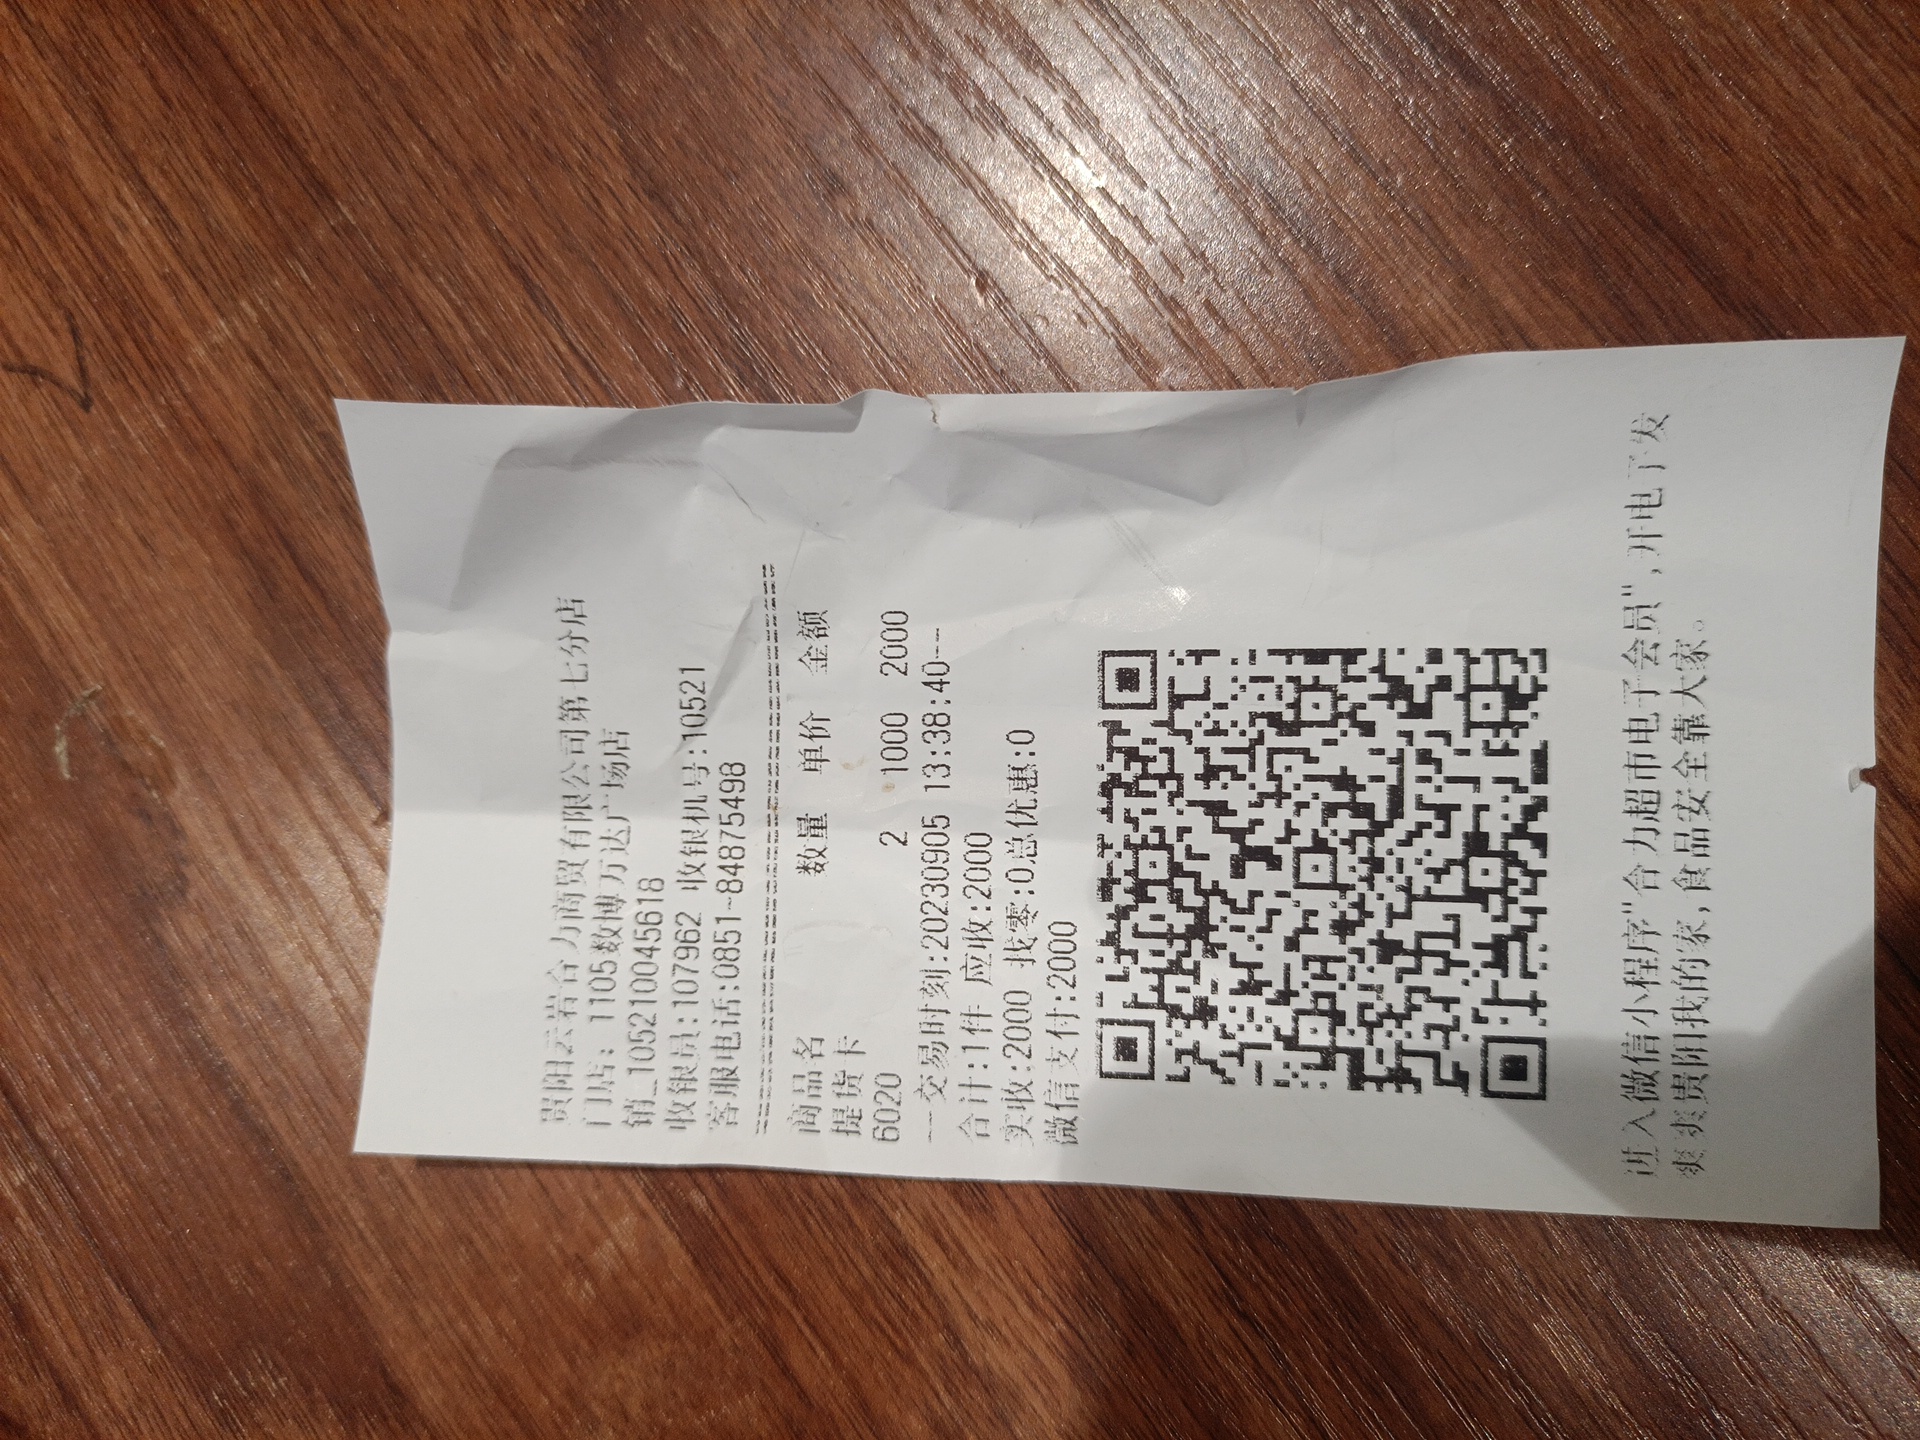 贵阳云岩合力商贸有限公司第七分店
门店: 1105数博万达广场店
销_1052100045618
收银员:107962 收银机号:10521
客服电话:0851-84875498
商品名 数量 单价 金额
提货卡
6020 2 1000 2000
--交易时刻:20230905 13:38:40--
合计:1件 应收:2000
实收:2000 找零:0总优惠:0
微信支付:2000
进入微信小程序"合力超市电子会员",开电子发
爽爽贵阳我的家,食品安全靠大家。